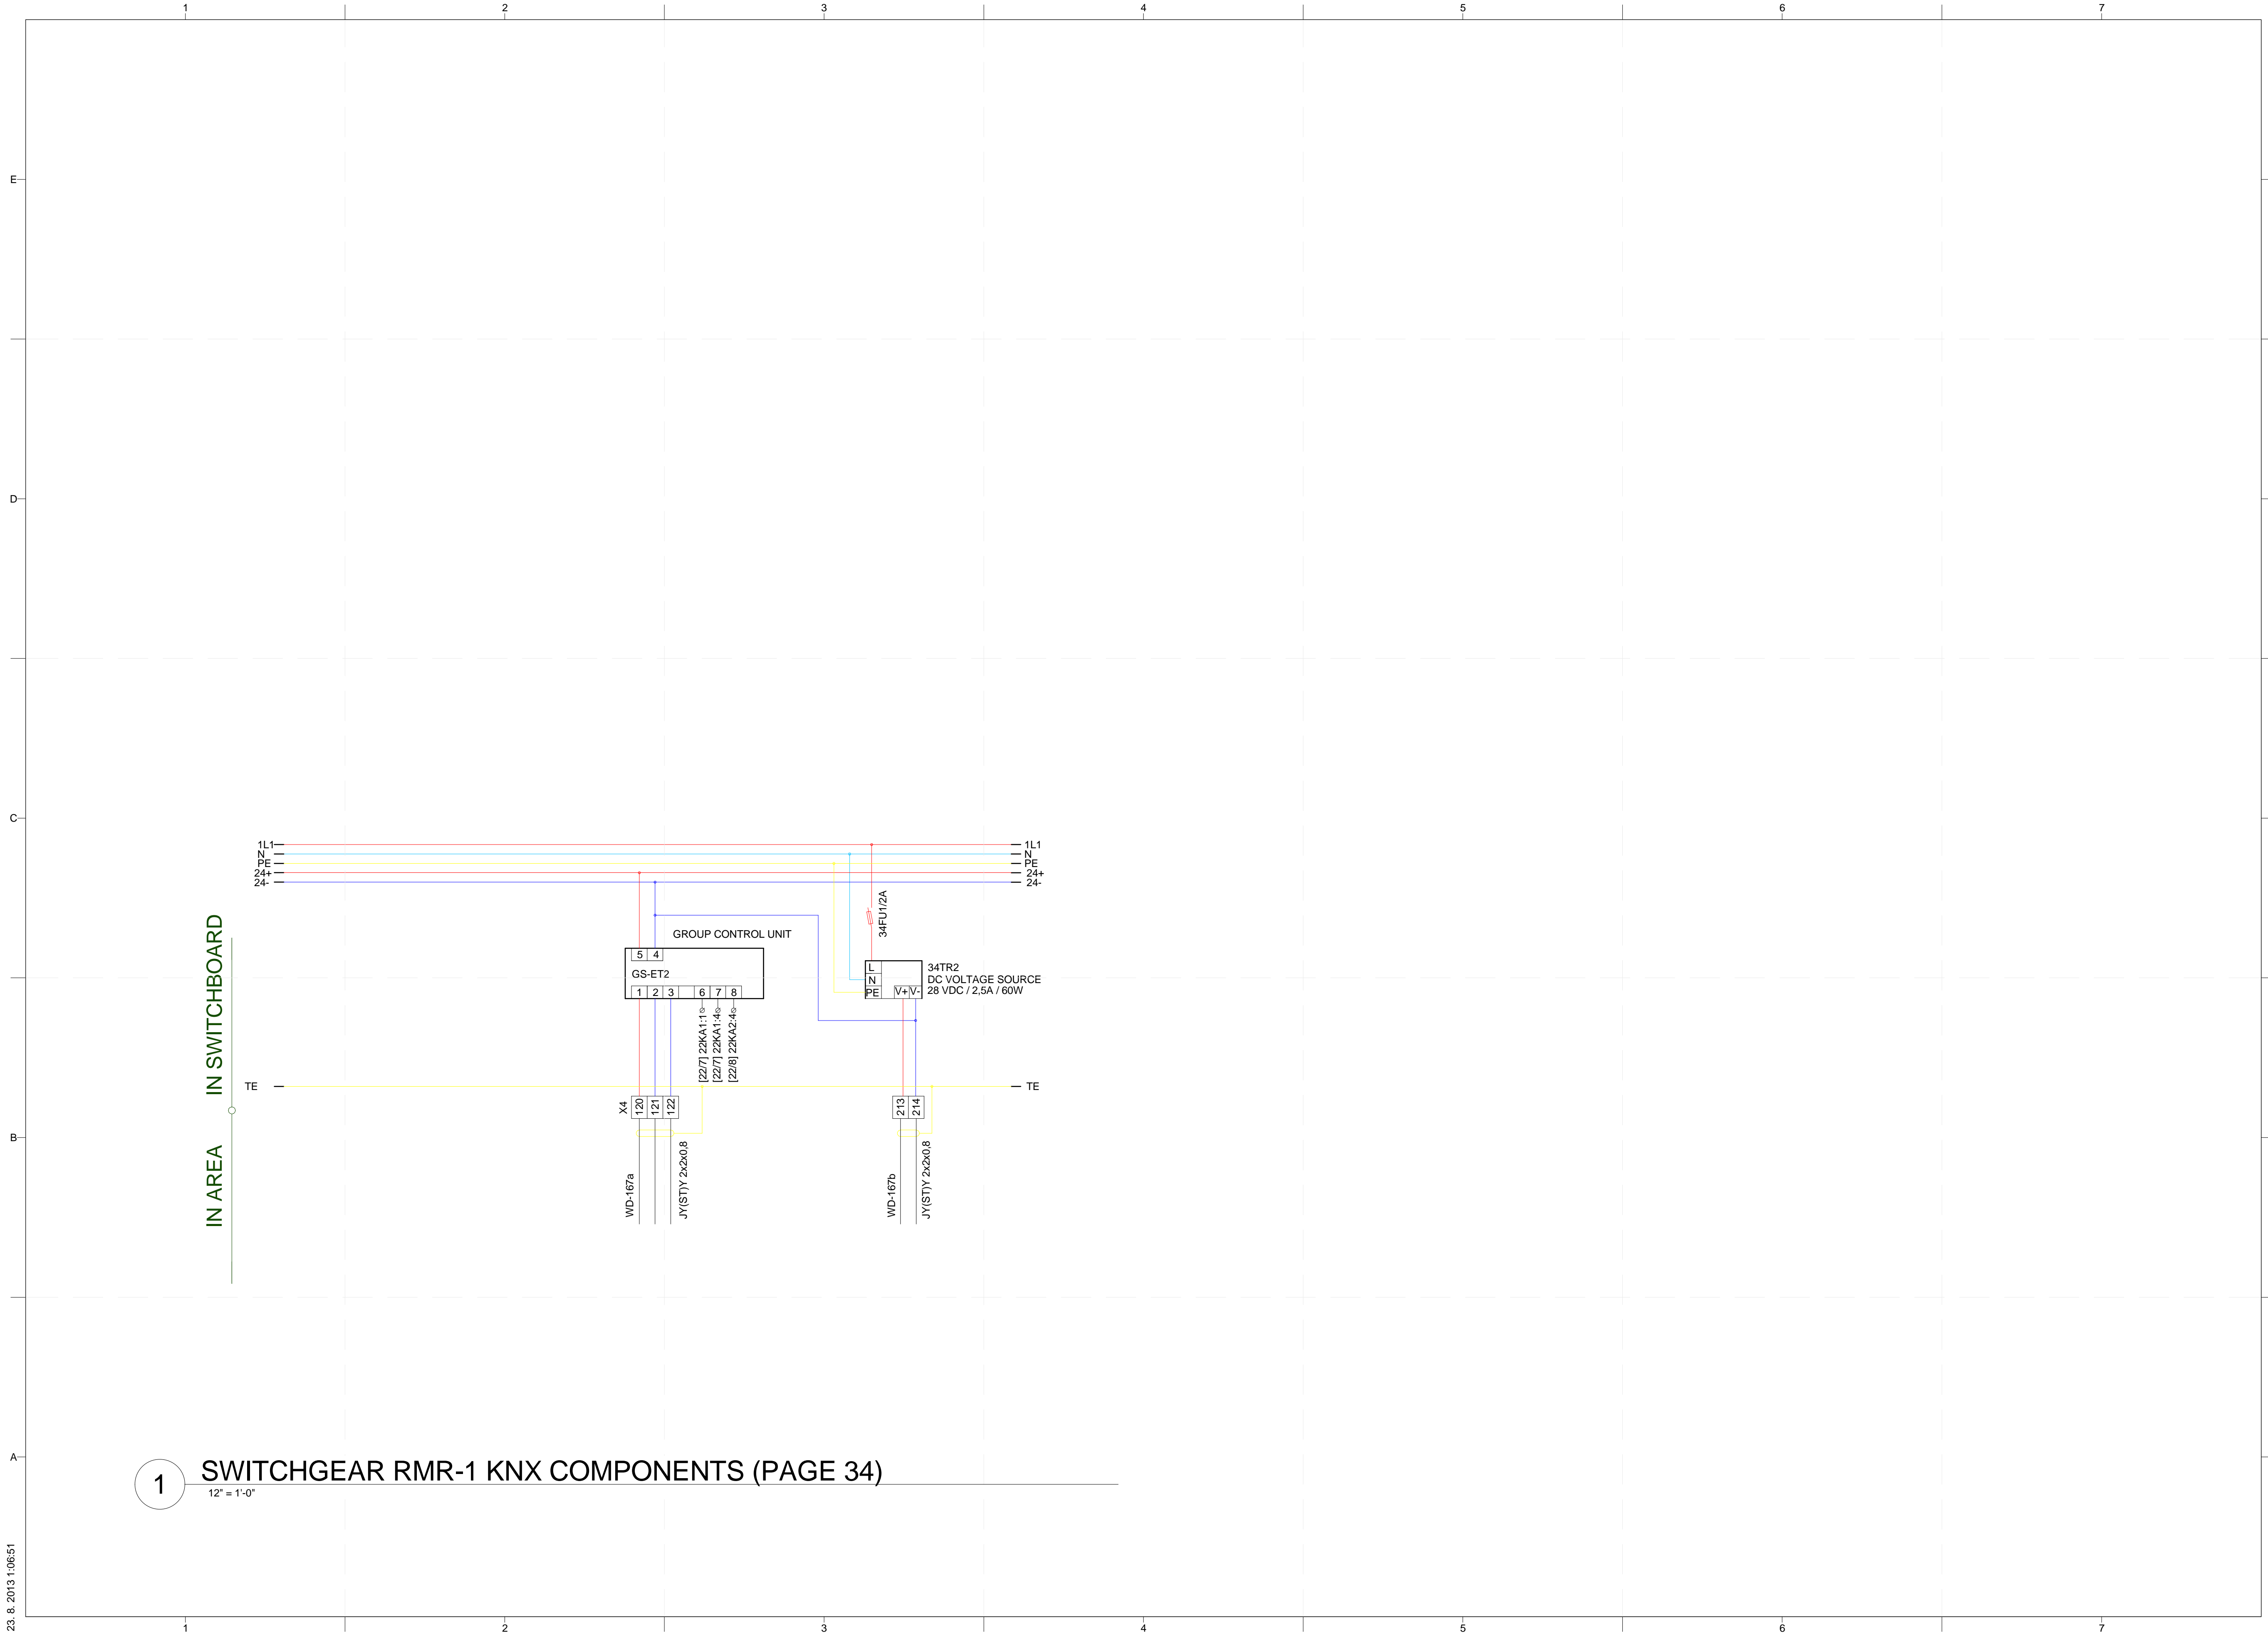 1 2 3 4 5 6 7
E
D
C
B
A
1L1 1L1
N N
PE PE
24+ 24+
24- 24-
34FU1/2A
GROUP CONTROL UNIT
5 4
GS-ET2
1 2 3 6 7 8
L
N
PE V+ V-
34TR2
DC VOLTAGE SOURCE
28 VDC / 2,5A / 60W
[22/7] 22KA1:1
[22/7] 22KA1:4
[22/8] 22KA2:4
IN SWITCHBOARD
IN AREA
TE TE
X4 120 121 122
213 214
WD-167a
JY(ST)Y 2x2x0,8
WD-167b
JY(ST)Y 2x2x0,8
1
SWITCHGEAR RMR-1 KNX COMPONENTS (PAGE 34)
12" = 1'-0"
23. 8. 2013 1:06:51
1 2 3 4 5 6 7